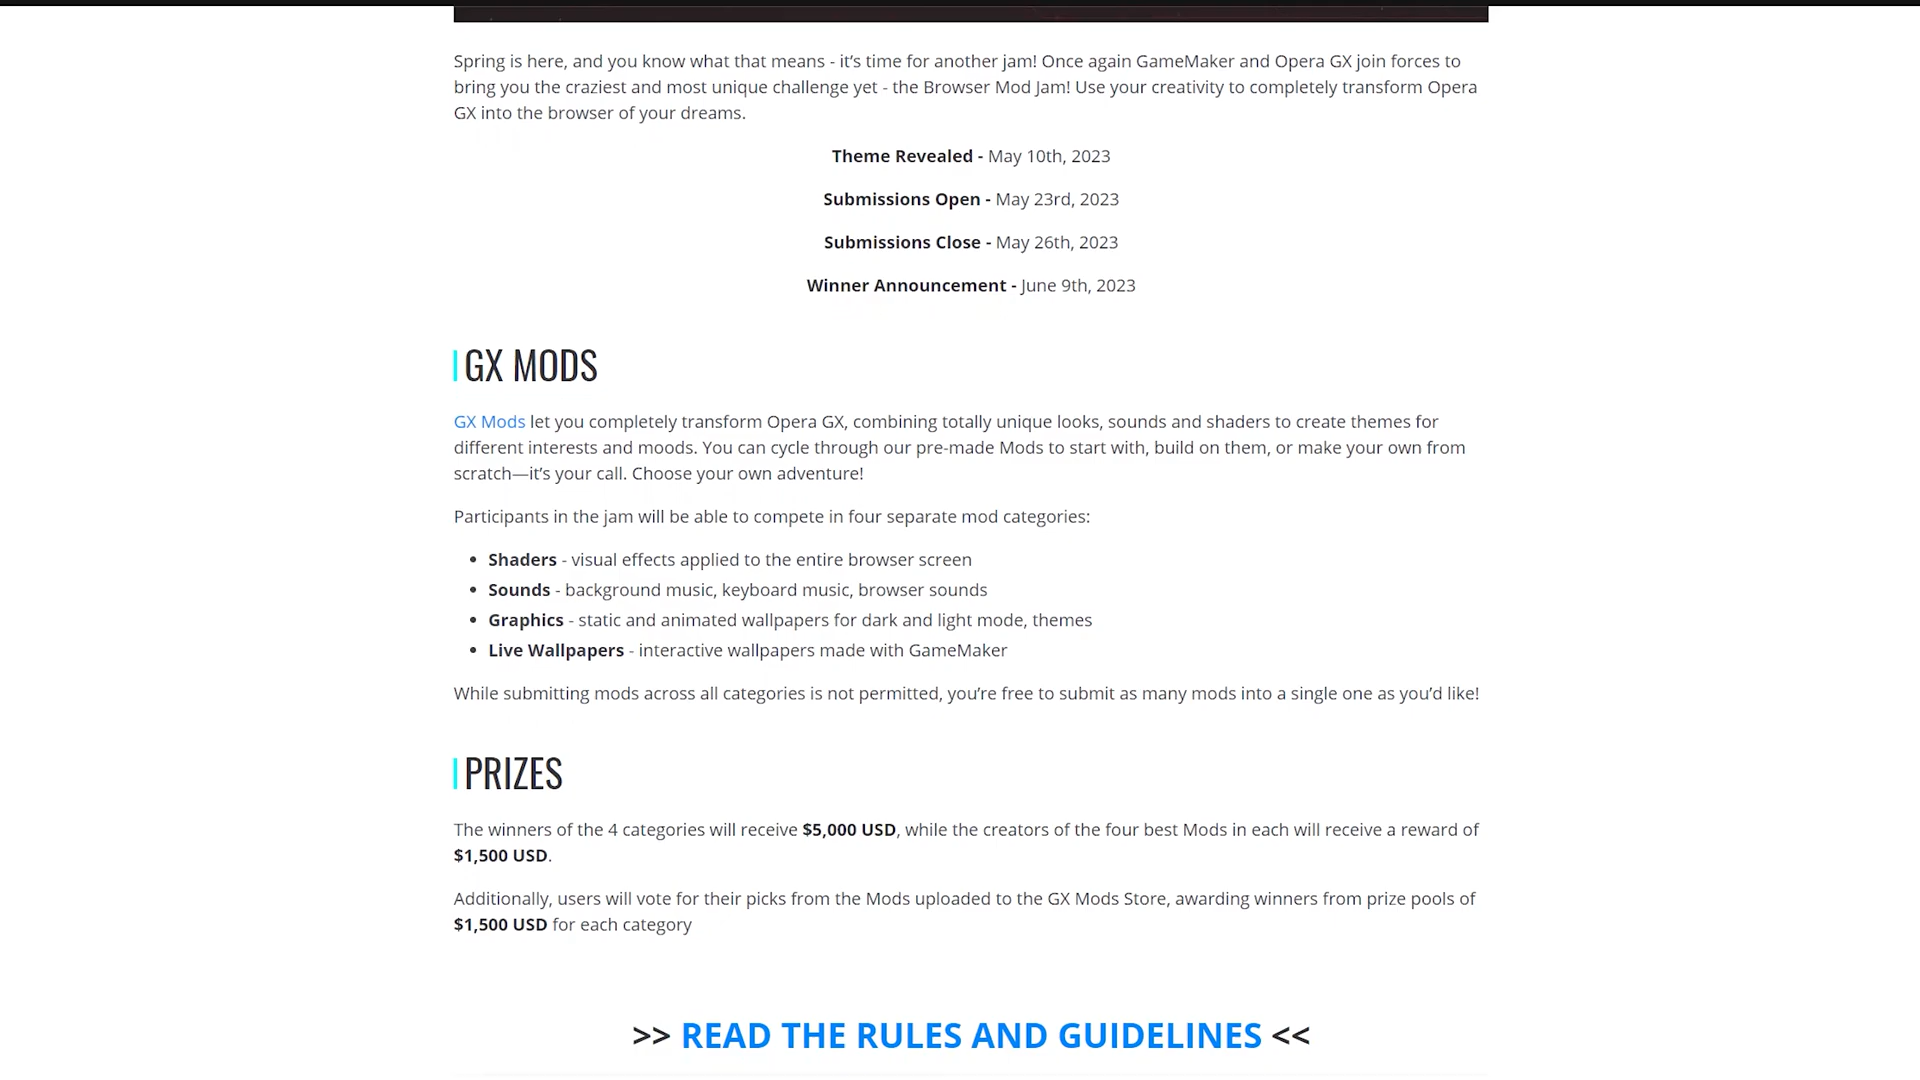 Spring is here, and you know what that means - it’s time for another jam! Once again GameMaker and Opera GX join forces to
bring you the craziest and most unique challenge yet - the Browser Mod Jam! Use your creativity to completely transform Opera
GX into the browser of your dreams.
Theme Revealed - May 10th, 2023
Submissions Open - May 23rd, 2023
Submissions Close - May 26th, 2023
Winner Announcement - June 9th, 2023
GX MODS
GX Mods let you completely transform Opera GX, combining totally unique looks, sounds and shaders to create themes for
different interests and moods. You can cycle through our pre-made Mods to start with, build on them, or make your own from
scratch—it’s your call. Choose your own adventure!
Participants in the jam will be able to compete in four separate mod categories:
• Shaders - visual effects applied to the entire browser screen
• Sounds - background music, keyboard music, browser sounds
• Graphics - static and animated wallpapers for dark and light mode, themes
• Live Wallpapers - interactive wallpapers made with GameMaker
While submitting mods across all categories is not permitted, you’re free to submit as many mods into a single one as you’d like!
PRIZES
The winners of the 4 categories will receive $5,000 USD, while the creators of the four best Mods in each will receive a reward of
$1,500 USD.
Additionally, users will vote for their picks from the Mods uploaded to the GX Mods Store, awarding winners from prize pools of
$1,500 USD for each category
>> READ THE RULES AND GUIDELINES <<